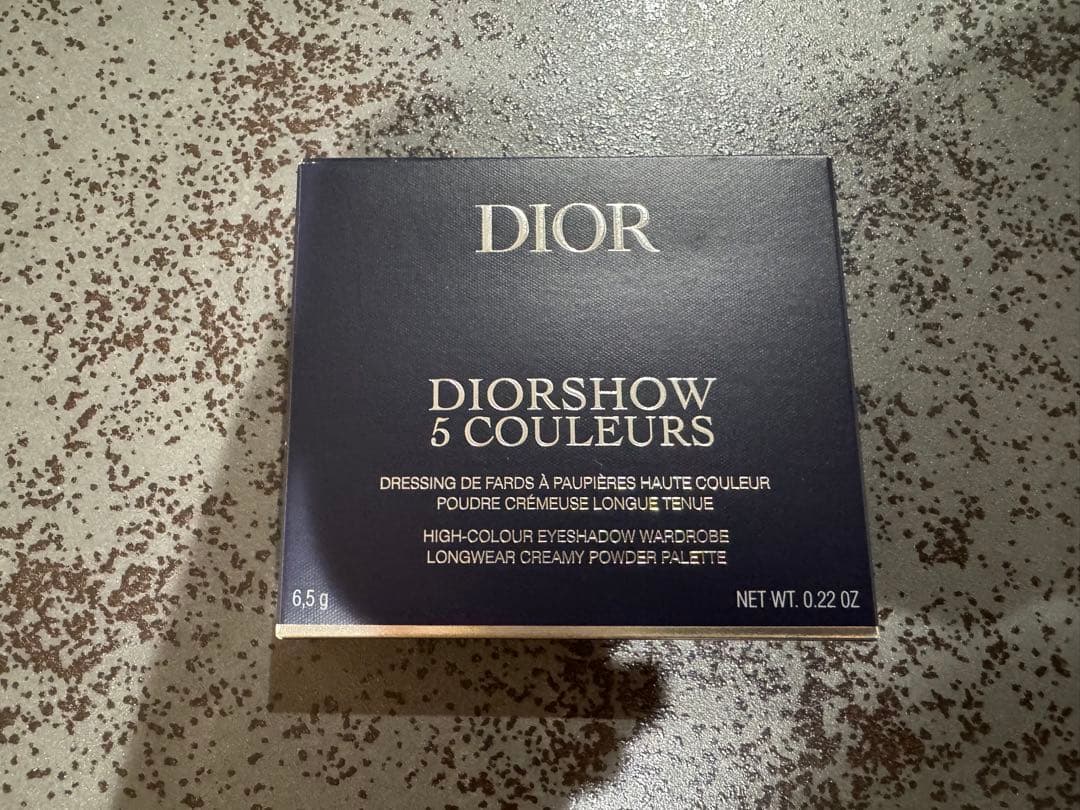 DIOR
DIORSHOW
5 COULEURS
DRESSING DE FARDS À PAUPIÈRES HAUTE COULEUR
POUDRE CRÉMEUSE LONGUE TENUE
HIGH-COLOUR EYESHADOW WARDROBE
LONGWEAR CREAMY POWDER PALETTE
6,5 g
NET WT. 0.22 OZ